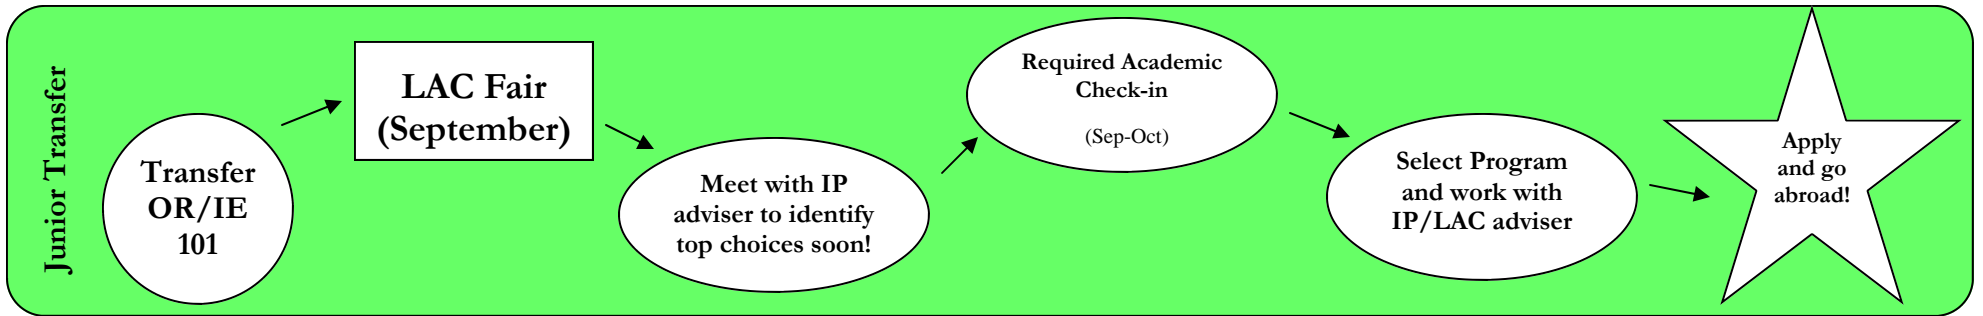 Junior Transfer
Transfer
OR/IE
101
LAC Fair
(September)
Meet with IP
adviser to identify
top choices soon!
Required Academic
Check-in
(Sep-Oct)
Select Program
and work with
IP/LAC adviser
Apply
and go
abroad!